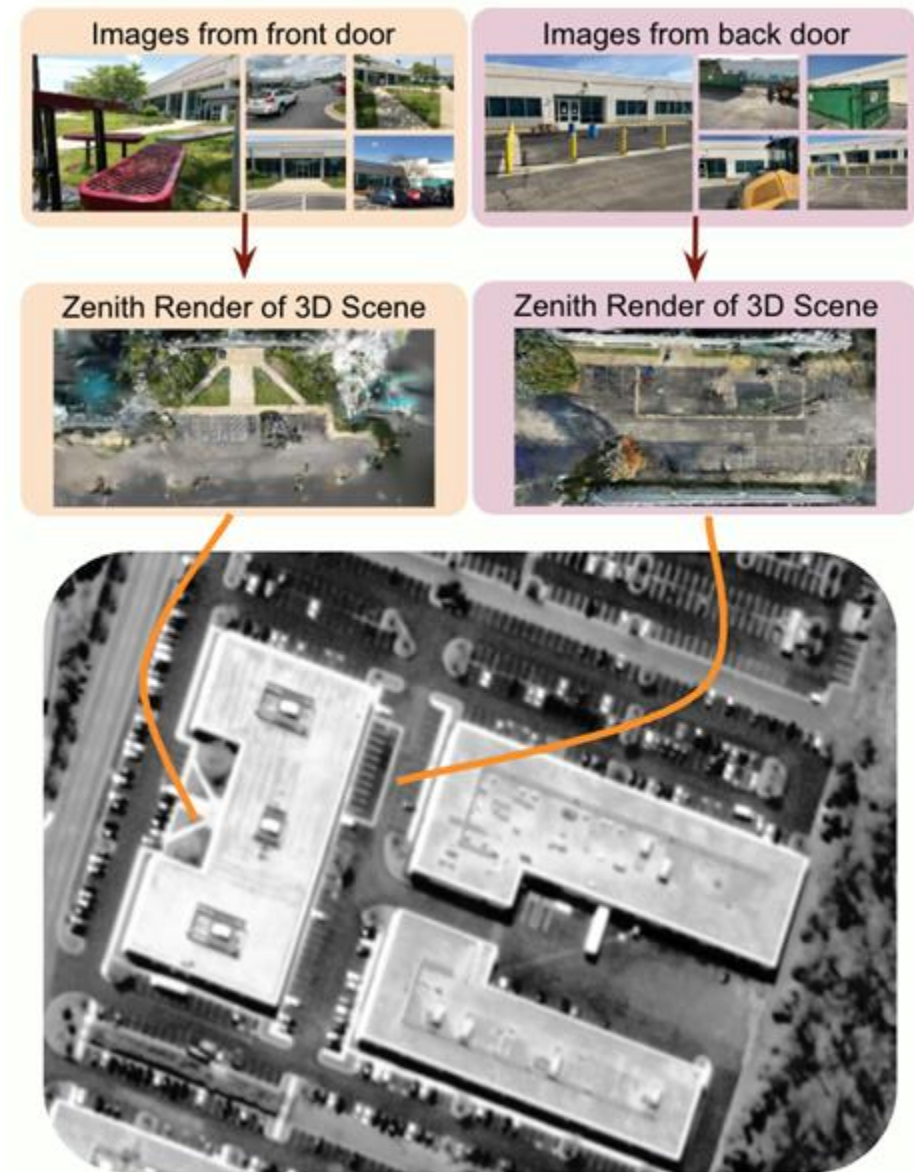 Images from front door
Images from back door
Zenith Render of 3D Scene
Zenith Render of 3D Scene